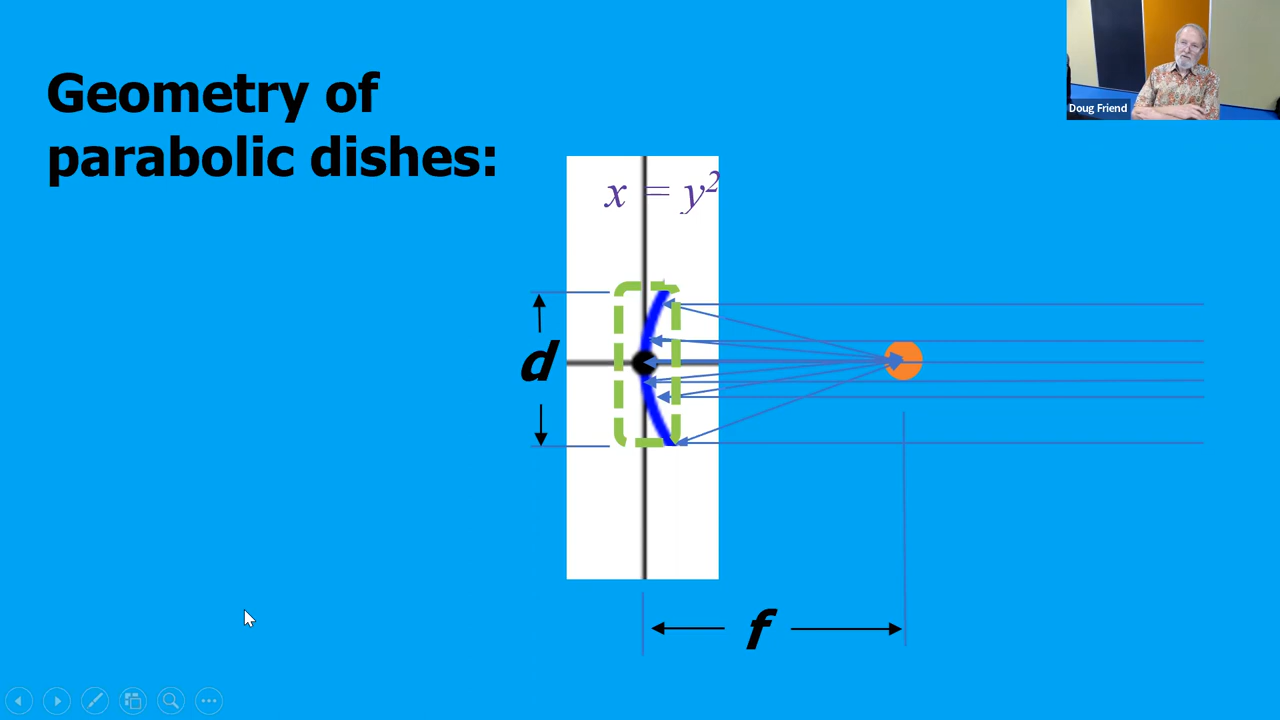 Geometry of
parabolic dishes:
Doug Friend
x = y²
d
f